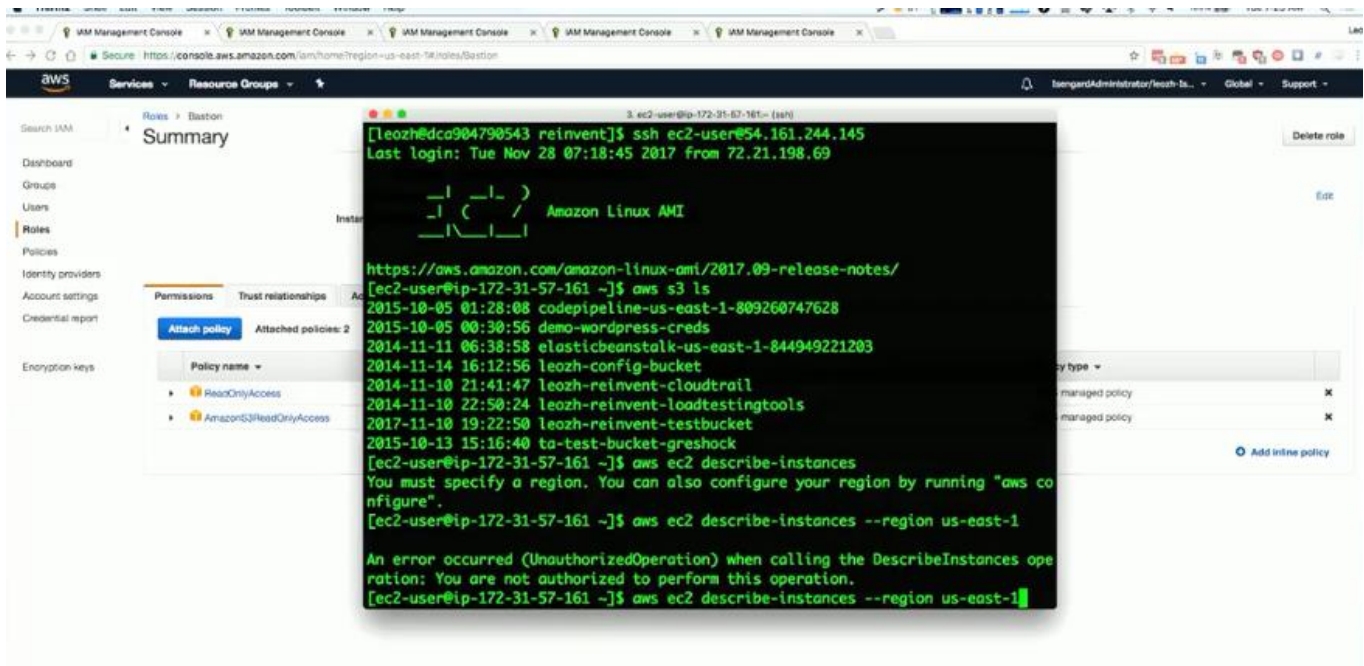 Shell Edit View Session Profiles Toolbelt Window Help
IAM Management Console × IAM Management Console × IAM Management Console × IAM Management Console × IAM Management Console ×
Secure https://console.aws.amazon.com/iam/home?region=us-east-1#/roles/Bastion
aws Services Resource Groups Global Support
Search IAM
Dashboard
Groups
Users
Roles
Policies
Identity providers
Account settings
Credential report
Encryption keys
Roles > Bastion
Summary
Delete role
Edit
Permissions Trust relationships
Attach policy Attached policies: 2
Policy name
ReadOnlyAccess managed policy ×
AmazonS3ReadOnlyAccess managed policy ×
Add inline policy
3. ec2-user@ip-172-31-57-161:~ (ssh)
[leozh@dca904790543 reinvent]$ ssh ec2-user@54.161.244.145
Last login: Tue Nov 28 07:18:45 2017 from 72.21.198.69
__| __|_ )
_| ( / Amazon Linux AMI
___|\___|___|
https://aws.amazon.com/amazon-linux-ami/2017.09-release-notes/
[ec2-user@ip-172-31-57-161 ~]$ aws s3 ls
2015-10-05 01:28:08 codepipeline-us-east-1-809260747628
2015-10-05 00:30:56 demo-wordpress-creds
2014-11-11 06:38:58 elasticbeanstalk-us-east-1-844949221203
2014-11-14 16:12:56 leozh-config-bucket
2014-11-10 21:41:47 leozh-reinvent-cloudtrail
2014-11-10 22:50:24 leozh-reinvent-loadtestingtools
2017-11-10 19:22:50 leozh-reinvent-testbucket
2015-10-13 15:16:40 ta-test-bucket-greshock
[ec2-user@ip-172-31-57-161 ~]$ aws ec2 describe-instances
You must specify a region. You can also configure your region by running "aws co
nfigure".
[ec2-user@ip-172-31-57-161 ~]$ aws ec2 describe-instances --region us-east-1
An error occurred (UnauthorizedOperation) when calling the DescribeInstances ope
ration: You are not authorized to perform this operation.
[ec2-user@ip-172-31-57-161 ~]$ aws ec2 describe-instances --region us-east-1